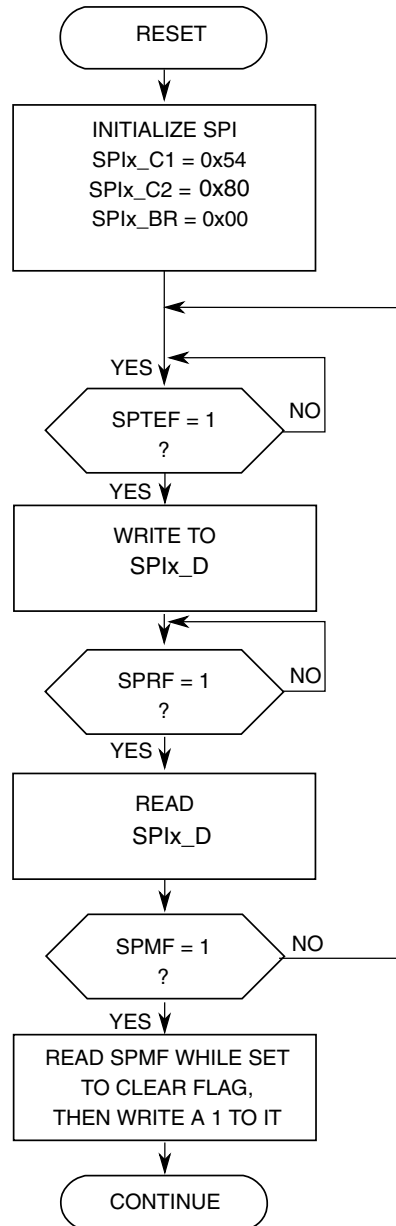 RESET
INITIALIZE SPI
SPIx_C1 = 0x54
SPIx_C2 = 0x80
SPIx_BR = 0x00
YES
SPTEF = 1
?
NO
YES
WRITE TO
SPIx_D
SPRF = 1
?
NO
YES
READ
SPIx_D
SPMF = 1
?
NO
YES
READ SPMF WHILE SET
TO CLEAR FLAG,
THEN WRITE A 1 TO IT
CONTINUE